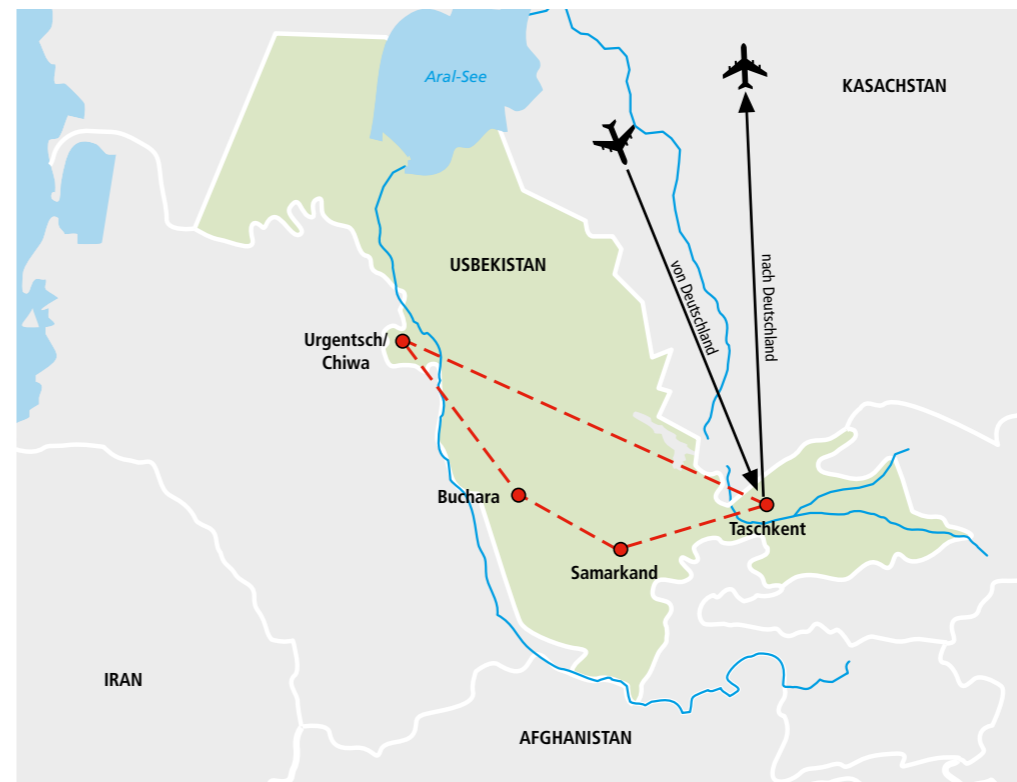 Aral-See
KASACHSTAN
USBEKISTAN
von Deutschland
nach Deutschland
Urgentsch/
Chiwa
Buchara
Taschkent
Samarkand
IRAN
AFGHANISTAN